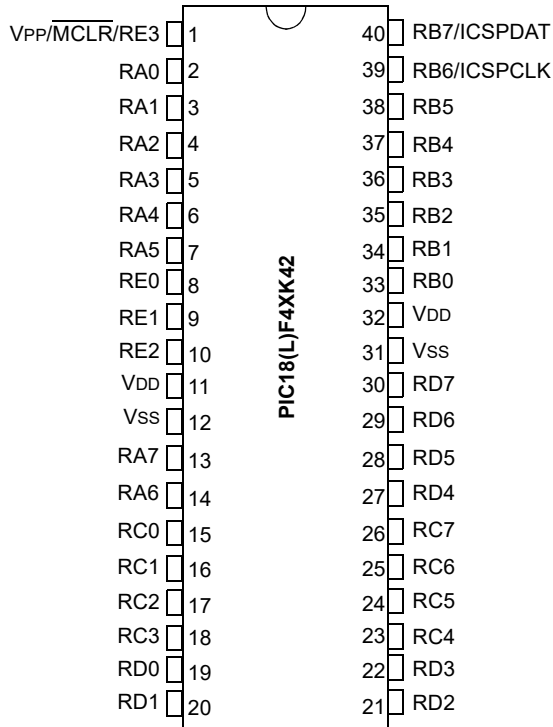 VPP/MCLR/RE3 1 40 RB7/ICSPDAT
RA0 2 39 RB6/ICSPCLK
RA1 3 38 RB5
RA2 4 37 RB4
RA3 5 36 RB3
RA4 6 35 RB2
RA5 7 34 RB1
RE0 8 33 RB0
RE1 9 32 VDD
RE2 10 31 VSS
VDD 11 30 RD7
VSS 12 29 RD6
RA7 13 28 RD5
RA6 14 27 RD4
RC0 15 26 RC7
RC1 16 25 RC6
RC2 17 24 RC5
RC3 18 23 RC4
RD0 19 22 RD3
RD1 20 21 RD2
PIC18(L)F4XK42